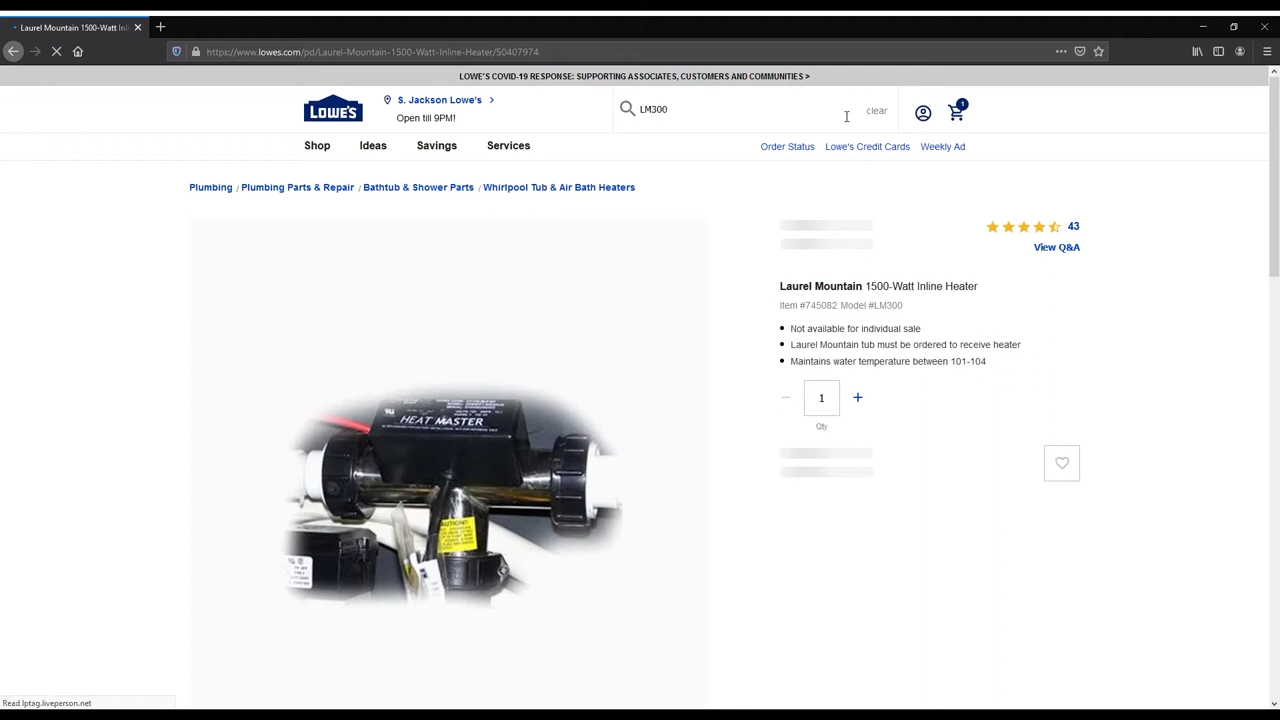 Laurel Mountain 1500-Watt Inli
https://www.lowes.com/pd/Laurel-Mountain-1500-Watt-Inline-Heater/50407974
LOWE'S COVID-19 RESPONSE: SUPPORTING ASSOCIATES, CUSTOMERS AND COMMUNITIES >
LOWE'S
S. Jackson Lowe's >
Open till 9PM!
LM300
clear
1
Shop
Ideas
Savings
Services
Order Status
Lowe's Credit Cards
Weekly Ad
Plumbing / Plumbing Parts & Repair / Bathtub & Shower Parts / Whirlpool Tub & Air Bath Heaters
43
View Q&A
Laurel Mountain 1500-Watt Inline Heater
Item #745082 Model #LM300
Not available for individual sale
Laurel Mountain tub must be ordered to receive heater
Maintains water temperature between 101-104
1
Qty
HEAT MASTER
CAUTION!
Read lptag.liveperson.net